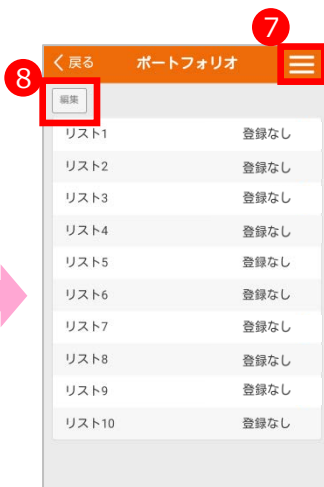 7
く戻る ポートフォリオ
8
編集
リスト1 登録なし
リスト2 登録なし
リスト3 登録なし
リスト4 登録なし
リスト5 登録なし
リスト6 登録なし
リスト7 登録なし
リスト8 登録なし
リスト9 登録なし
リスト10 登録なし